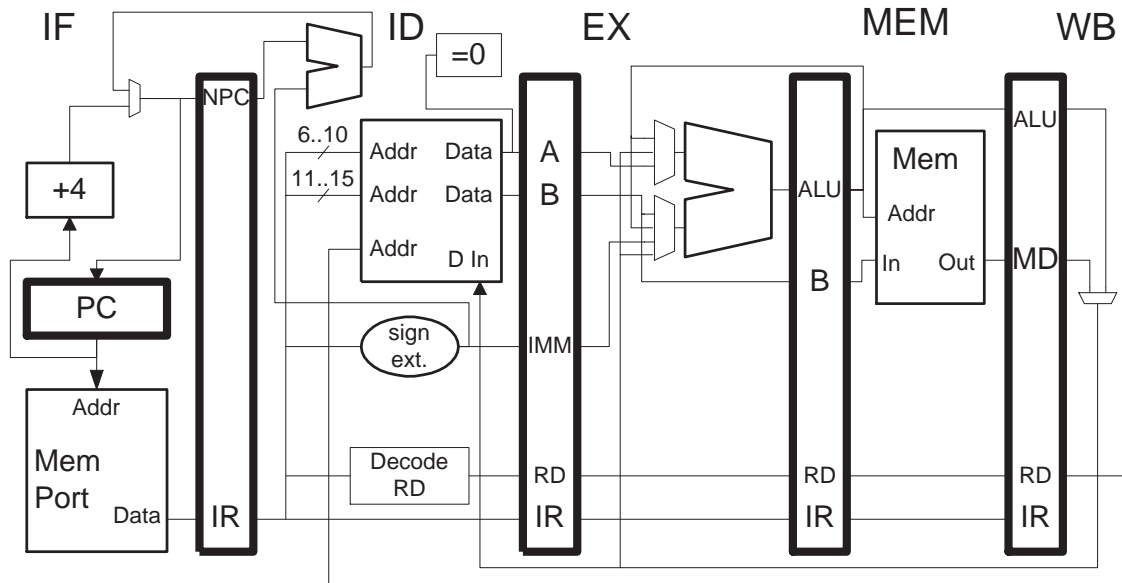 IF
ID
EX
MEM
WB
=0
NPC
+4
PC
Addr
Mem
Port
Data
IR
6..10
11..15
Addr
Addr
Addr
Data
Data
D In
sign
ext.
Decode
RD
A
B
IMM
RD
IR
ALU
B
RD
IR
Mem
Addr
In
Out
ALU
MD
RD
IR